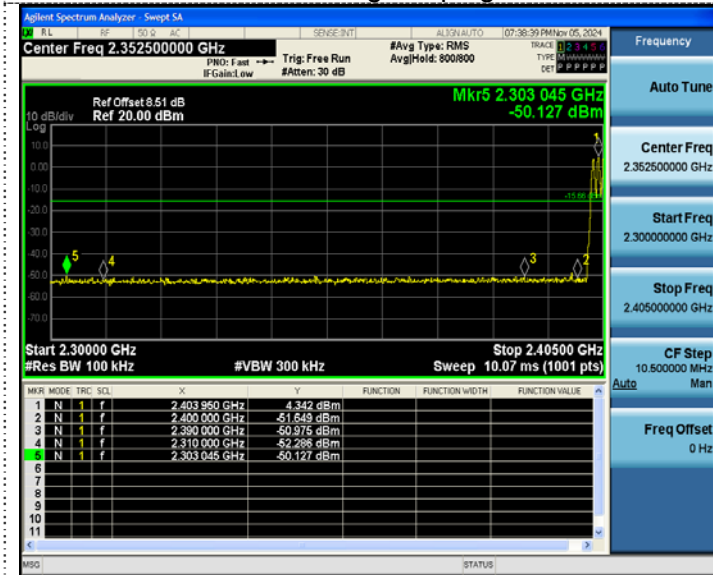 Agilent Spectrum Analyzer - Swept SA
RL RF 50 Ω AC SENSE:INT ALIGNAUTO 07:38:39 PM Nov 05, 2024
Center Freq 2.352500000 GHz
PNO: Fast
IFGain:Low
Trig: Free Run
#Atten: 30 dB
#Avg Type: RMS
Avg|Hold: 800/800
TRACE 1 2 3 4 5 6
TYPE M
DET P P P P P P
Frequency
Auto Tune
Center Freq
2.352500000 GHz
Start Freq
2.300000000 GHz
Stop Freq
2.405000000 GHz
CF Step
10.500000 MHz
Auto Man
Freq Offset
0 Hz
Mkr5 2.303 045 GHz
-50.127 dBm
Ref Offset 8.51 dB
10 dB/div Ref 20.00 dBm
Log
10.0
0.00
-10.0
-20.0
-30.0
-40.0
-50.0
-60.0
-70.0
1
5
4
3
2
Start 2.30000 GHz Stop 2.40500 GHz
#Res BW 100 kHz #VBW 300 kHz Sweep 10.07 ms (1001 pts)
MKR MODE TRC SCL X Y FUNCTION FUNCTION WIDTH FUNCTION VALUE
1 N 1 f 2.403 950 GHz 4.342 dBm
2 N 1 f 2.400 000 GHz -51.649 dBm
3 N 1 f 2.390 000 GHz -50.975 dBm
4 N 1 f 2.310 000 GHz -52.286 dBm
5 N 1 f 2.303 045 GHz -50.127 dBm
6
7
8
9
10
11
MSG STATUS